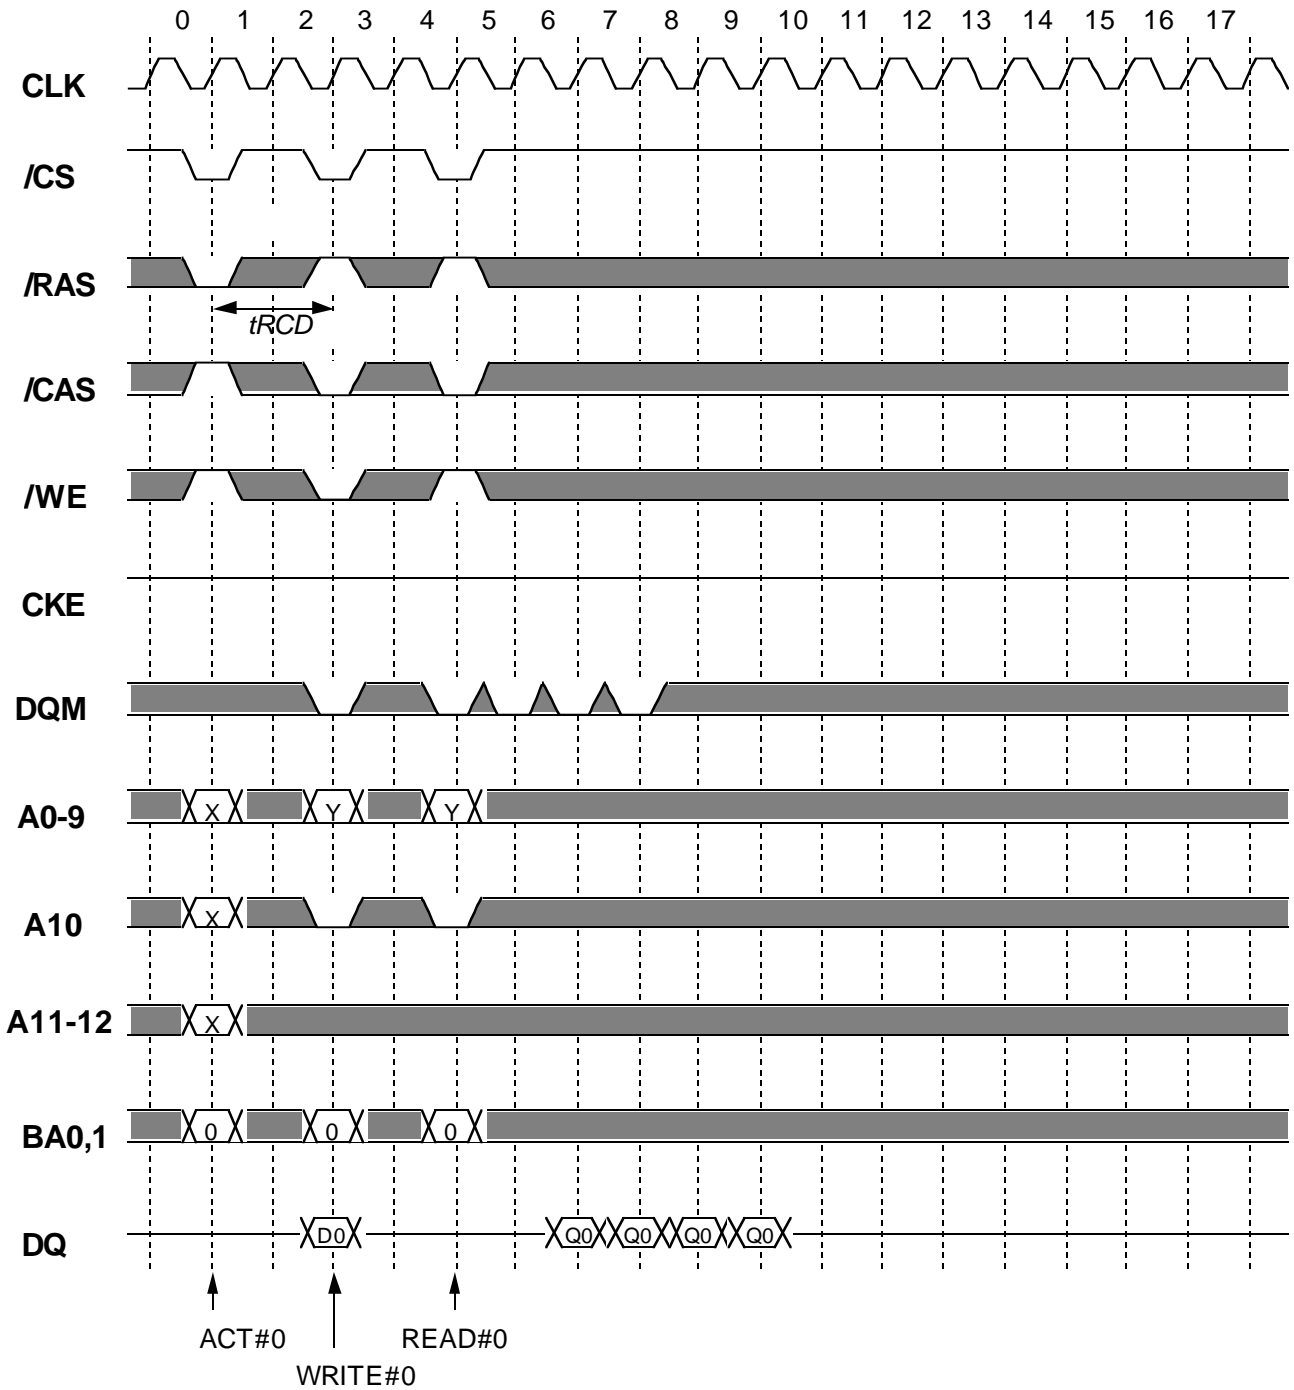 0 1 2 3 4 5 6 7 8 9 10 11 12 13 14 15 16 17
CLK
/CS
/RAS
tRCD
/CAS
/WE
CKE
DQM
A0-9 X Y Y
A10 X
A11-12 X
BA0,1 0 0 0
DQ D0 Q0 Q0 Q0 Q0
ACT#0 READ#0
WRITE#0